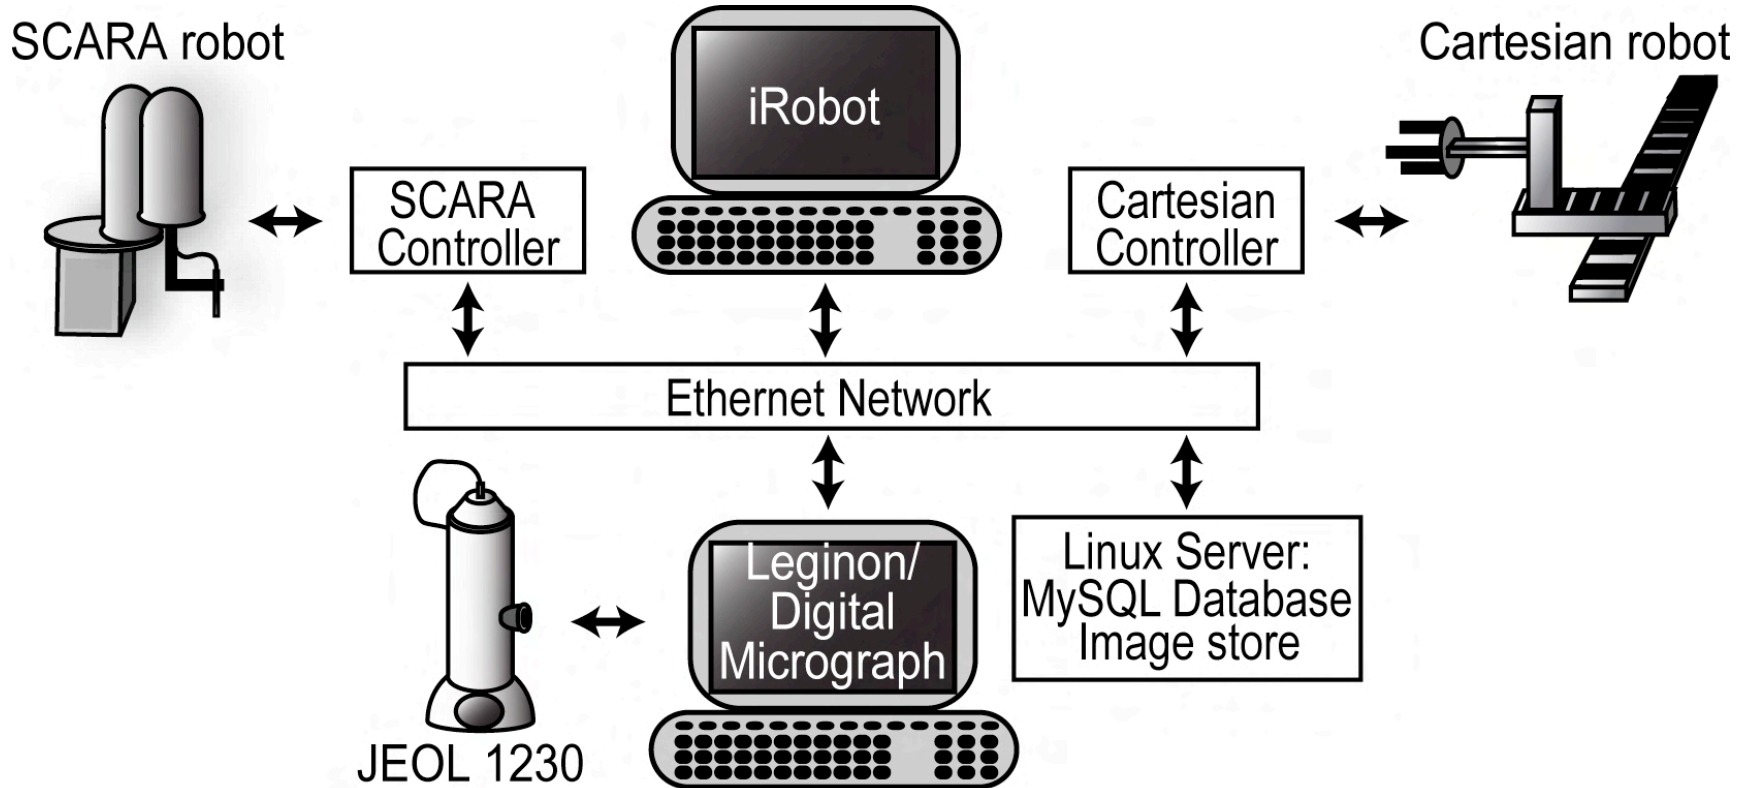 SCARA robot
iRobot
Cartesian robot
SCARA
Controller
Cartesian
Controller
Ethernet Network
Leginon/
Digital
Micrograph
Linux Server:
MySQL Database
Image store
JEOL 1230